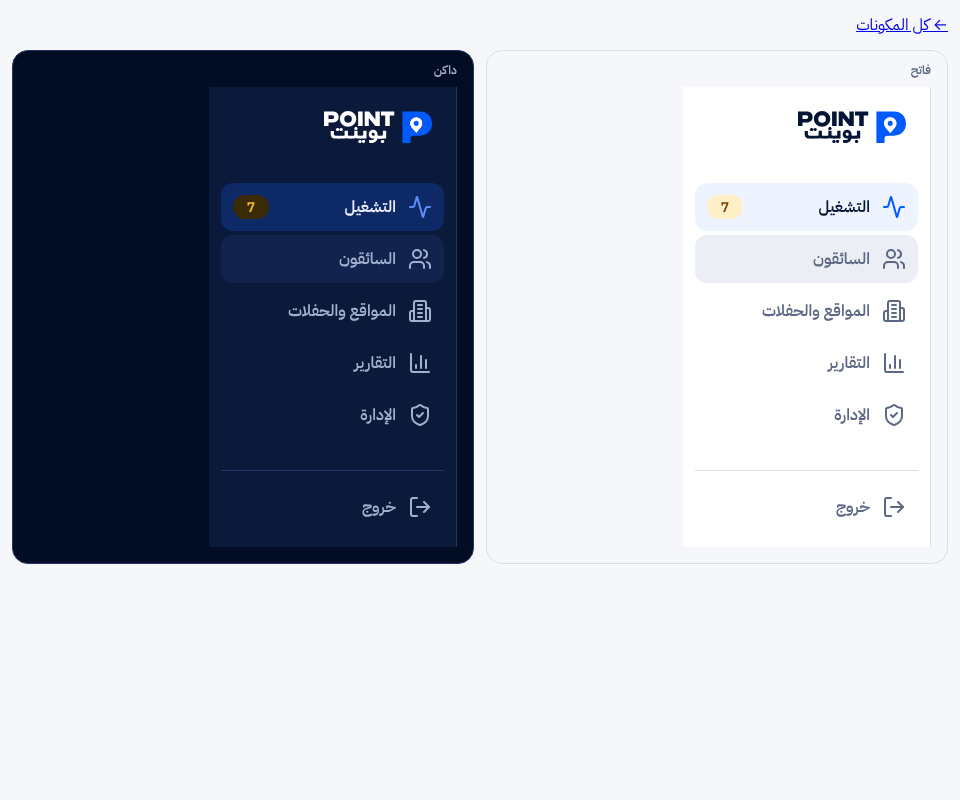 ← كل المكونات
فاتح
POINT
بوينت
التشغيل 7
السائقون
المواقع والحفلات
التقارير
الإدارة
خروج
داكن
POINT
بوينت
التشغيل 7
السائقون
المواقع والحفلات
التقارير
الإدارة
خروج